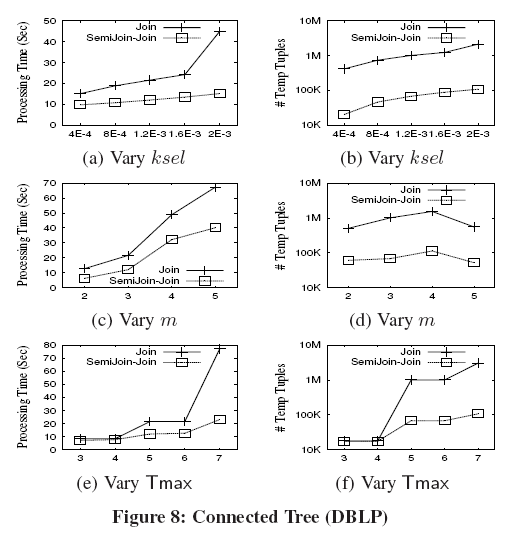 Processing Time (Sec)
50
40
30
20
10
0
Join
SemiJoin-Join
4E-4 8E-4 1.2E-3 1.6E-3 2E-3
(a) Vary ksel
# Temp Tuples
10M
1M
100K
10K
Join
SemiJoin-Join
4E-4 8E-4 1.2E-3 1.6E-3 2E-3
(b) Vary ksel
Processing Time (Sec)
70
60
50
40
30
20
10
0
Join
SemiJoin-Join
2 3 4 5
(c) Vary m
# Temp Tuples
10M
1M
100K
10K
Join
SemiJoin-Join
2 3 4 5
(d) Vary m
Processing Time (Sec)
80
70
60
50
40
30
20
10
0
Join
SemiJoin-Join
3 4 5 6 7
(e) Vary Tmax
# Temp Tuples
10M
1M
100K
10K
Join
SemiJoin-Join
3 4 5 6 7
(f) Vary Tmax
Figure 8: Connected Tree (DBLP)